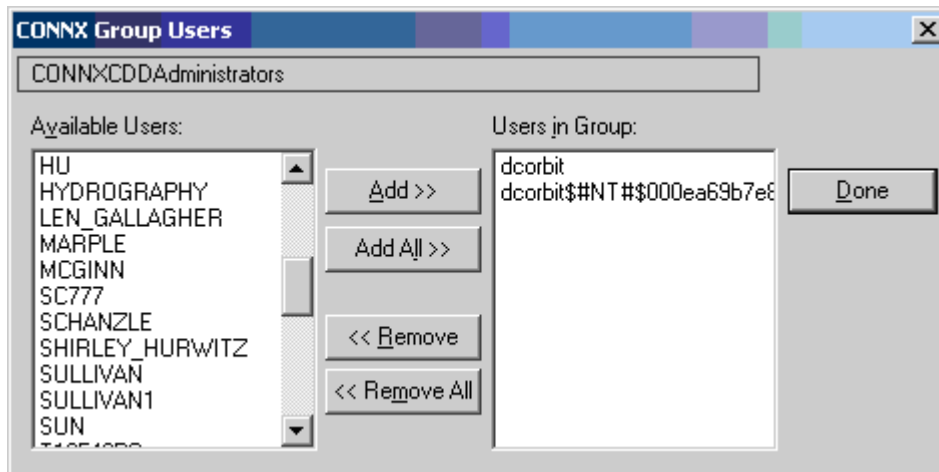 CONNX Group Users
CONNXCDDAdministrators
Available Users:
Users in Group:
HU
HYDROGRAPHY
LEN_GALLAGHER
MARPLE
MCGINN
SC777
SCHANZLE
SHIRLEY_HURWITZ
SULLIVAN
SULLIVAN1
SUN
Add >>
Add All >>
<< Remove
<< Remove All
dcorbit
dcorbit$#NT#$000ea69b7e8
Done